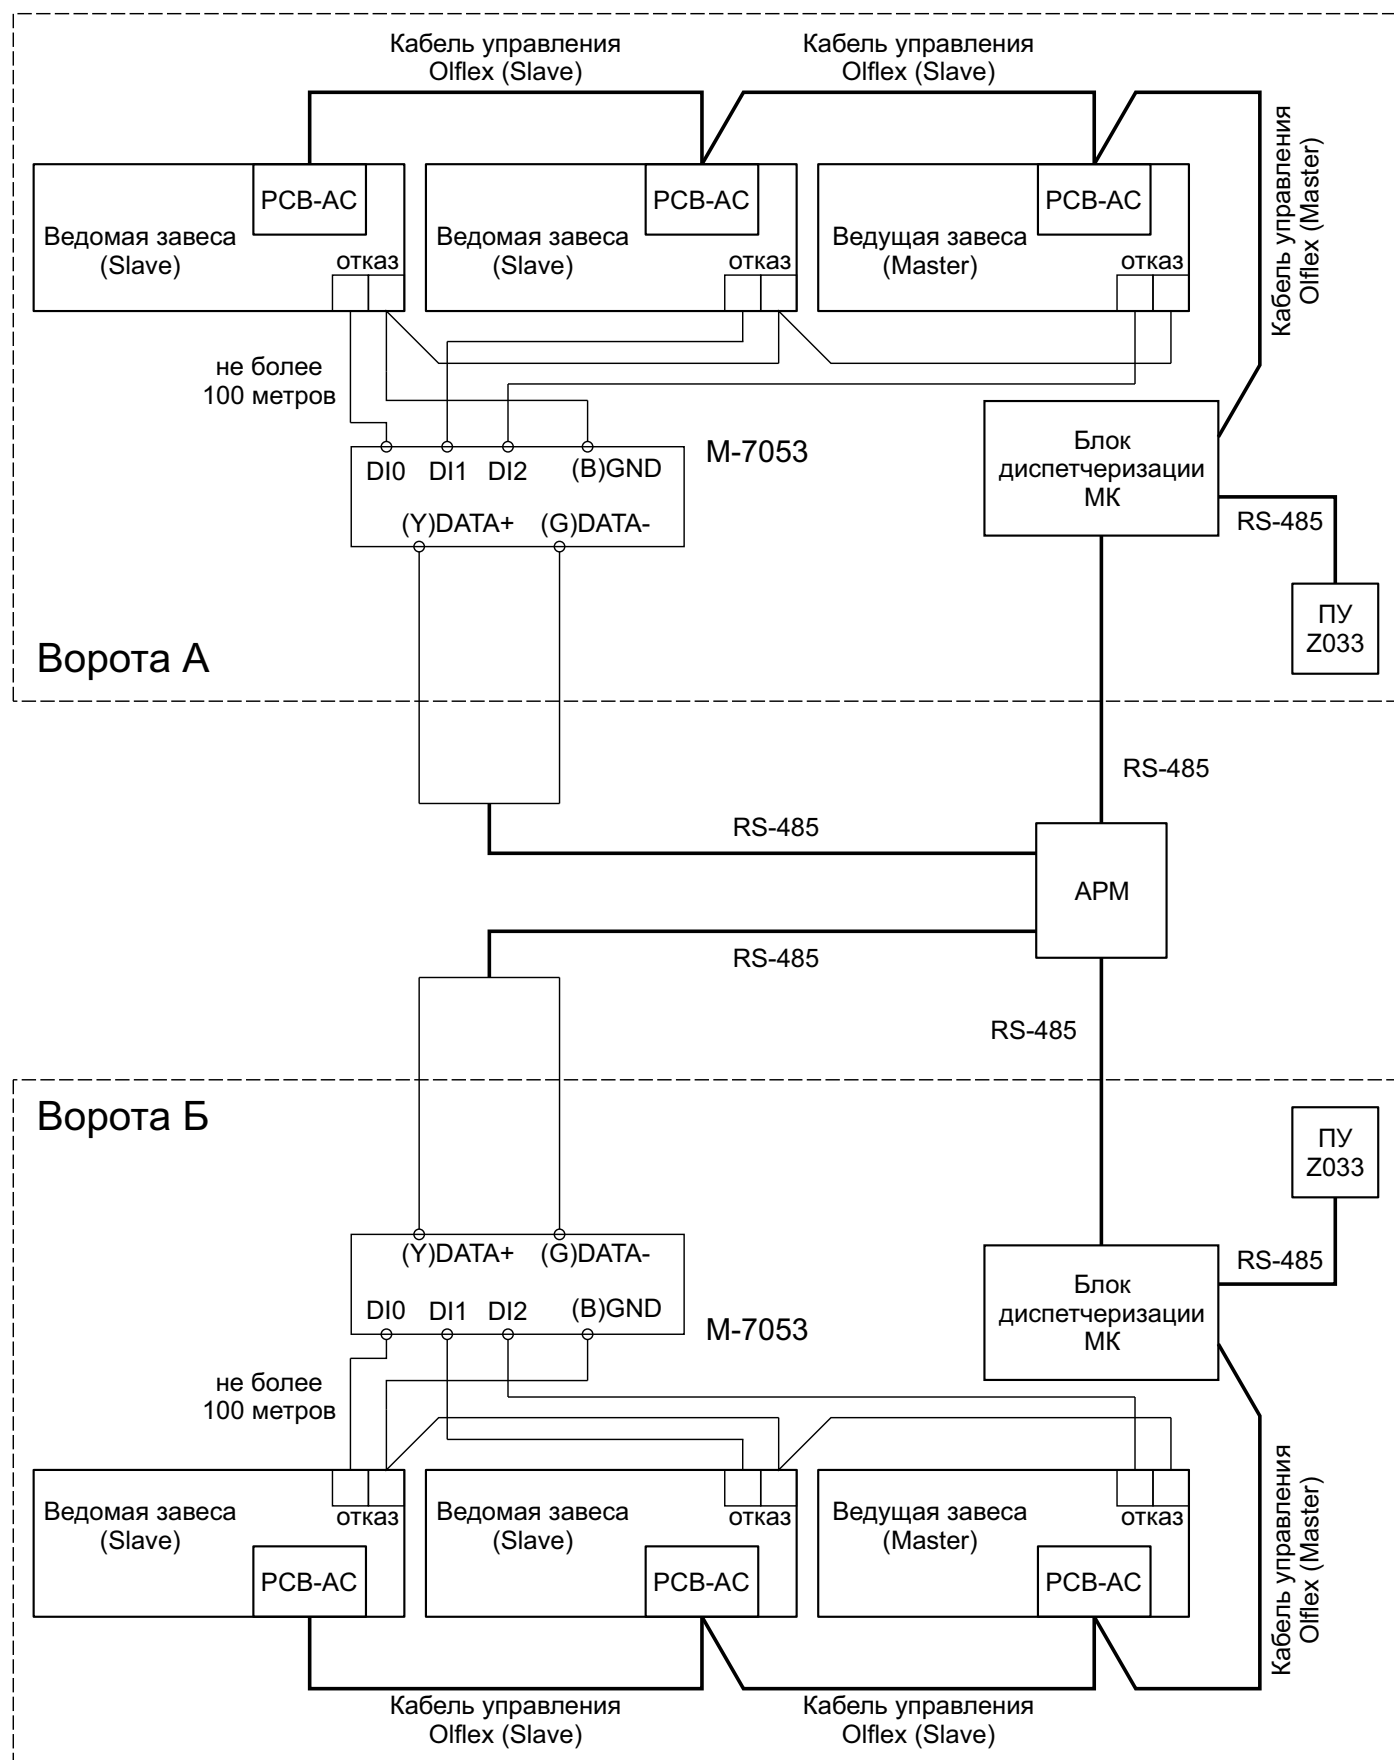 Кабель управления
Olflex (Slave)
Кабель управления
Olflex (Slave)
Кабель управления
Olflex (Master)
PCB-AC
Ведомая завеса
(Slave)
отказ
PCB-AC
Ведомая завеса
(Slave)
отказ
PCB-AC
Ведущая завеса
(Master)
отказ
не более
100 метров
DI0 DI1 DI2 (B)GND
(Y)DATA+ (G)DATA-
M-7053
Блок
диспетчеризации
МК
RS-485
ПУ
Z033
Ворота А
RS-485
RS-485
АРМ
RS-485
RS-485
Ворота Б
ПУ
Z033
(Y)DATA+ (G)DATA-
DI0 DI1 DI2 (B)GND
M-7053
Блок
диспетчеризации
МК
RS-485
не более
100 метров
Ведомая завеса
(Slave)
отказ
PCB-AC
Ведомая завеса
(Slave)
отказ
PCB-AC
Ведущая завеса
(Master)
отказ
PCB-AC
Кабель управления
Olflex (Master)
Кабель управления
Olflex (Slave)
Кабель управления
Olflex (Slave)